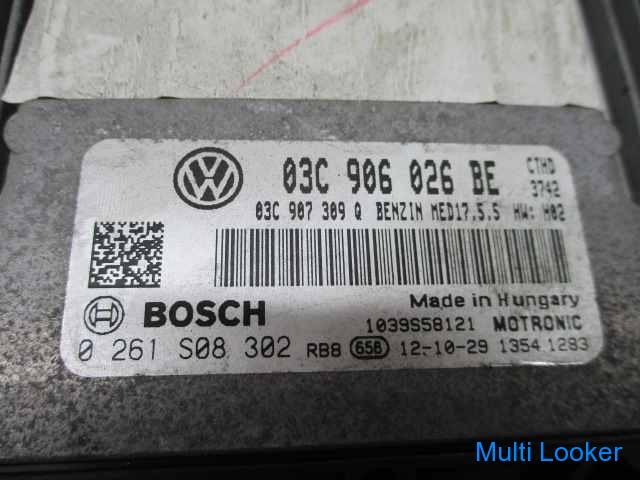 03C 906 026 BE CTHD
3742
03C 907 309 Q BENZIN MED17.5.5 HW: H02
BOSCH
Made in Hungary
1039S58121 MOTRONIC
0 261 S08 302 RB8 65B 12-10-29 1354 1283
Multi Looker